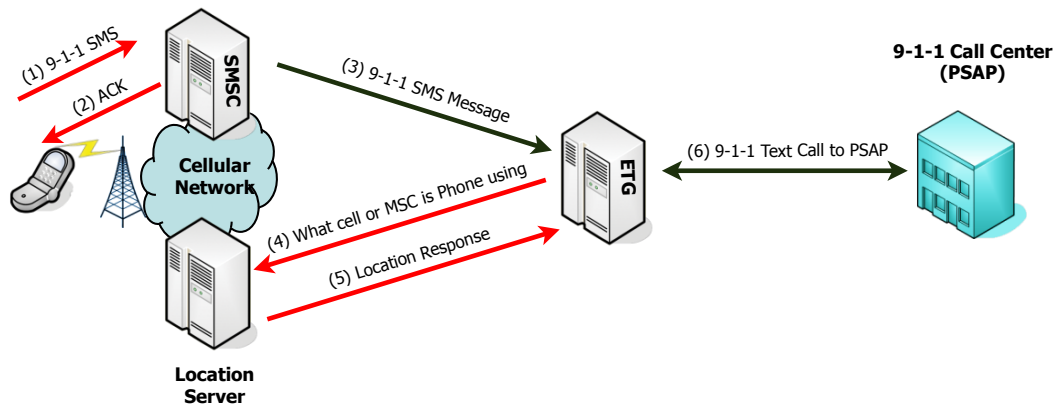 (1) 9-1-1 SMS
(2) ACK
SMSC
(3) 9-1-1 SMS Message
9-1-1 Call Center
(PSAP)
Cellular
Network
ETG
(6) 9-1-1 Text Call to PSAP
(4) What cell or MSC is Phone using
(5) Location Response
Location
Server